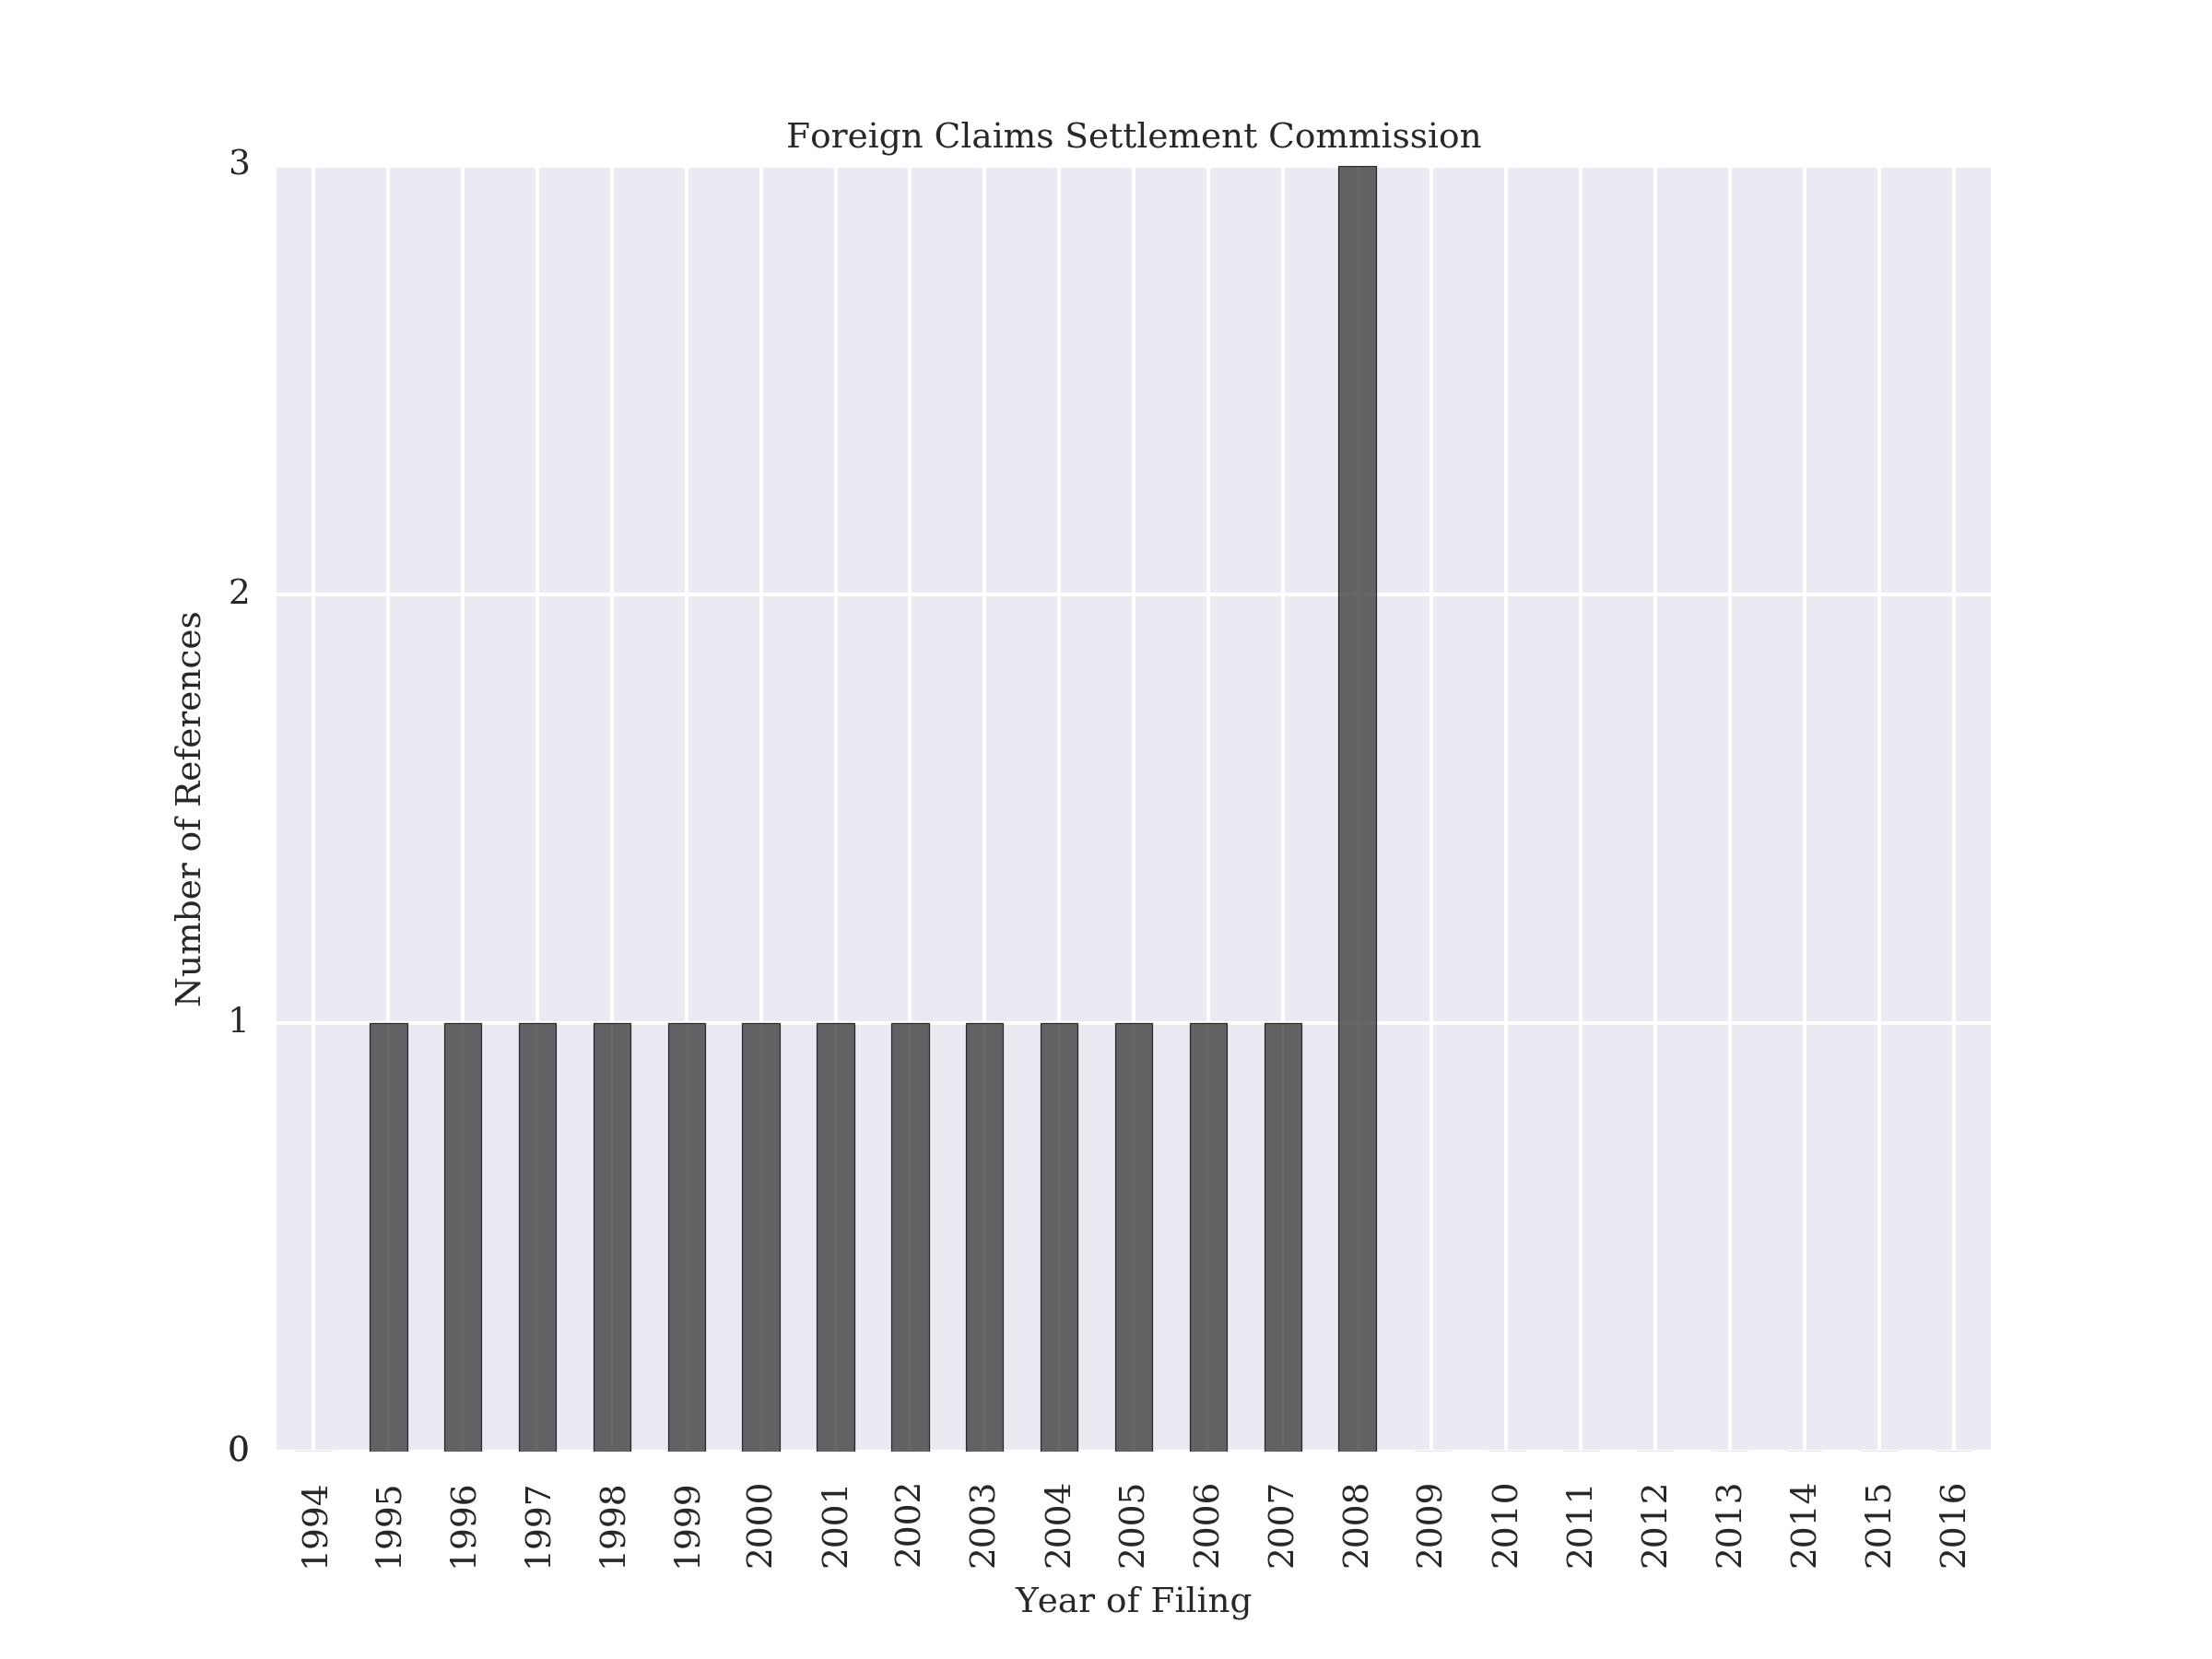 Foreign Claims Settlement Commission
3
2
1
0
Number of References
1994 1995 1996 1997 1998 1999 2000 2001 2002 2003 2004 2005 2006 2007 2008 2009 2010 2011 2012 2013 2014 2015 2016
Year of Filing